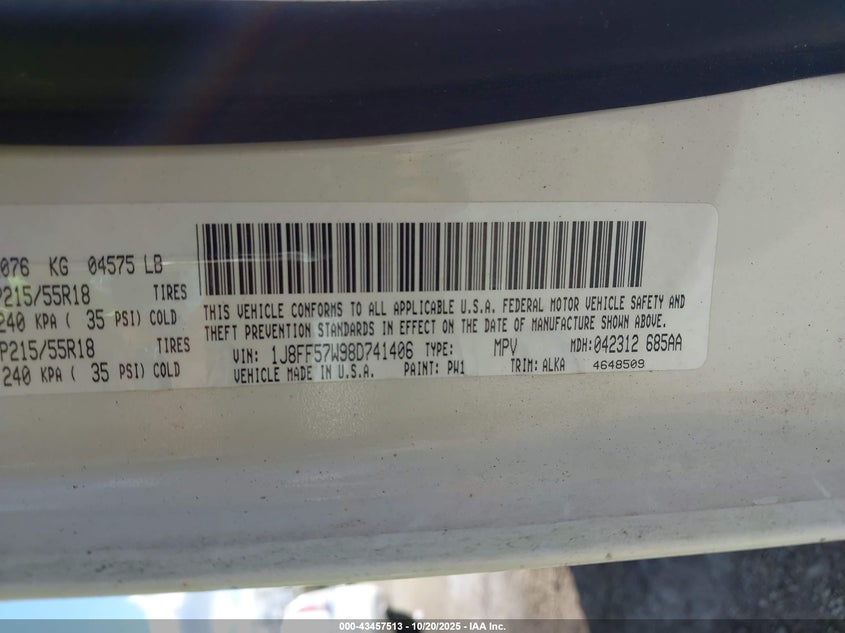 076 KG 04575 LB
P215/55R18 TIRES
240 KPA ( 35 PSI) COLD
P215/55R18 TIRES
240 KPA ( 35 PSI) COLD
THIS VEHICLE CONFORMS TO ALL APPLICABLE U.S.A. FEDERAL MOTOR VEHICLE SAFETY AND
THEFT PREVENTION STANDARDS IN EFFECT ON THE DATE OF MANUFACTURE SHOWN ABOVE.
VIN: 1J8FF57W98D741406 TYPE: MPV MDH: 042312 685AA
VEHICLE MADE IN U.S.A. PAINT: PW1 TRIM: ALKA 4648509
000-43457513 - 10/20/2025 - IAA Inc.